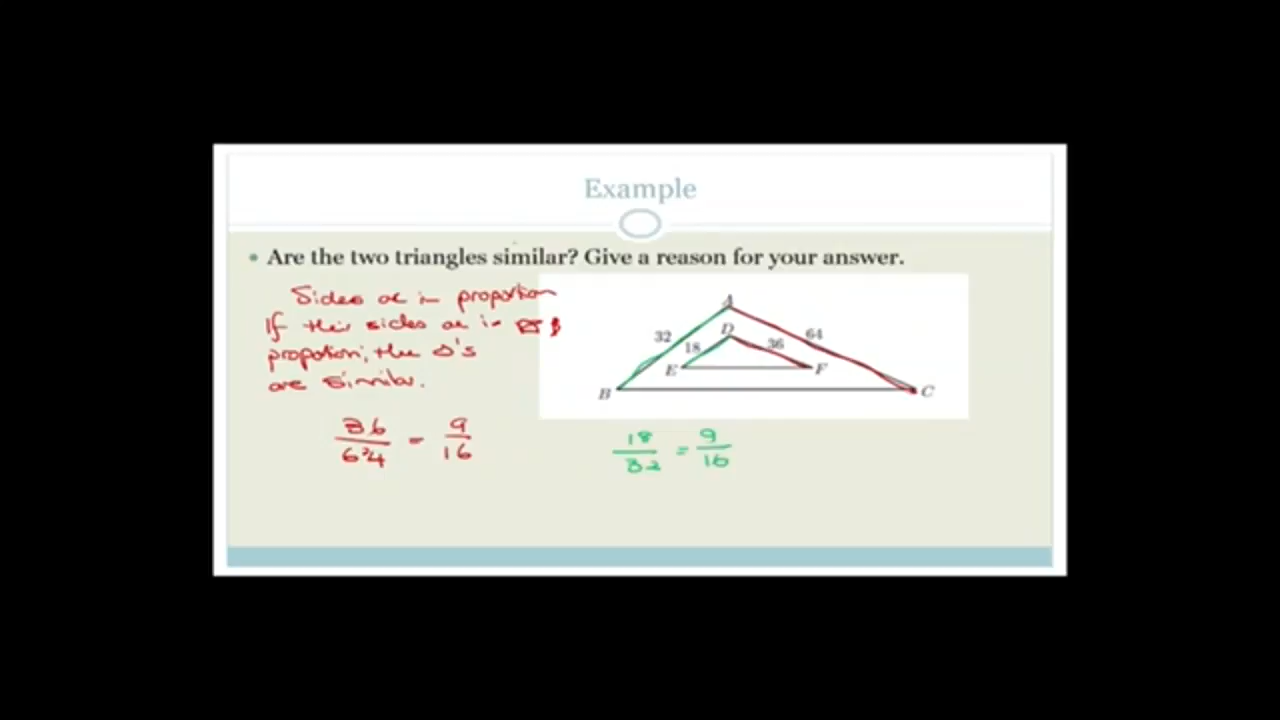 Example
• Are the two triangles similar? Give a reason for your answer.
Sides are in proportion
If their sides are in
proportion, the Δ's
are similar.
A
32
64
D
18
36
E
F
B
C
36/64 = 9/16
18/32 = 9/16